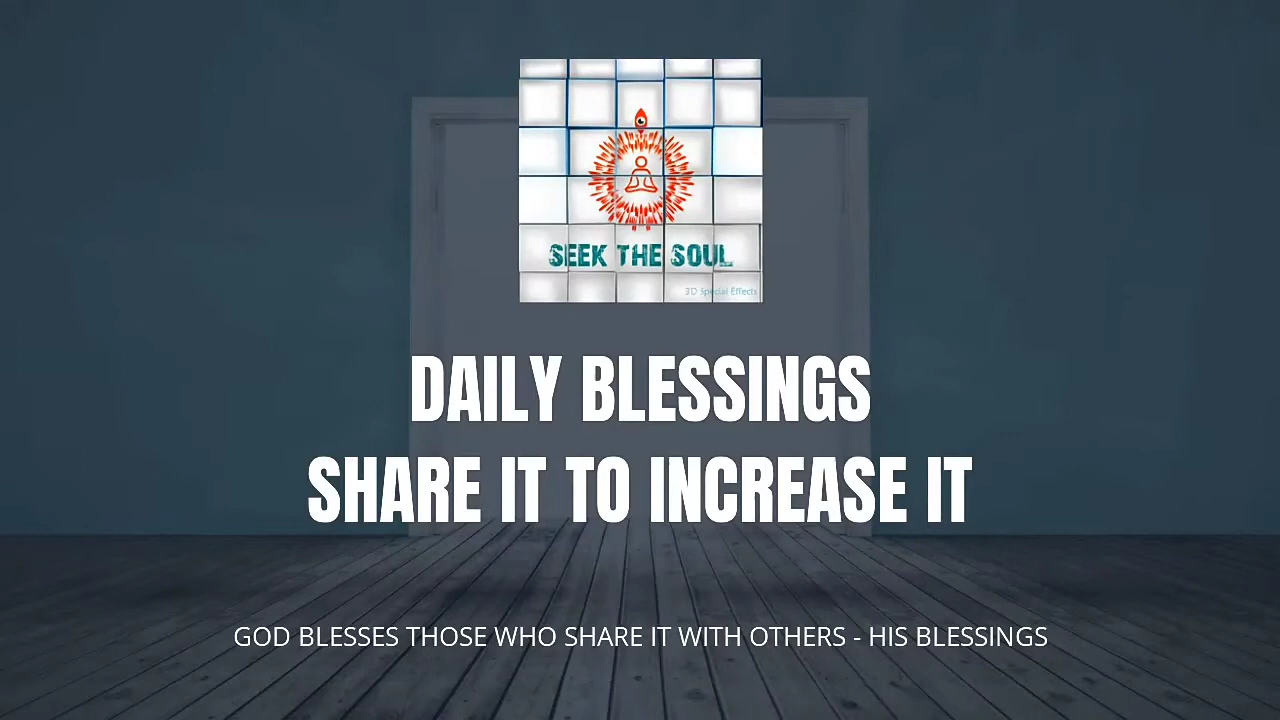 SEEK THE SOUL
3D Special Effects
DAILY BLESSINGS
SHARE IT TO INCREASE IT
GOD BLESSES THOSE WHO SHARE IT WITH OTHERS - HIS BLESSINGS